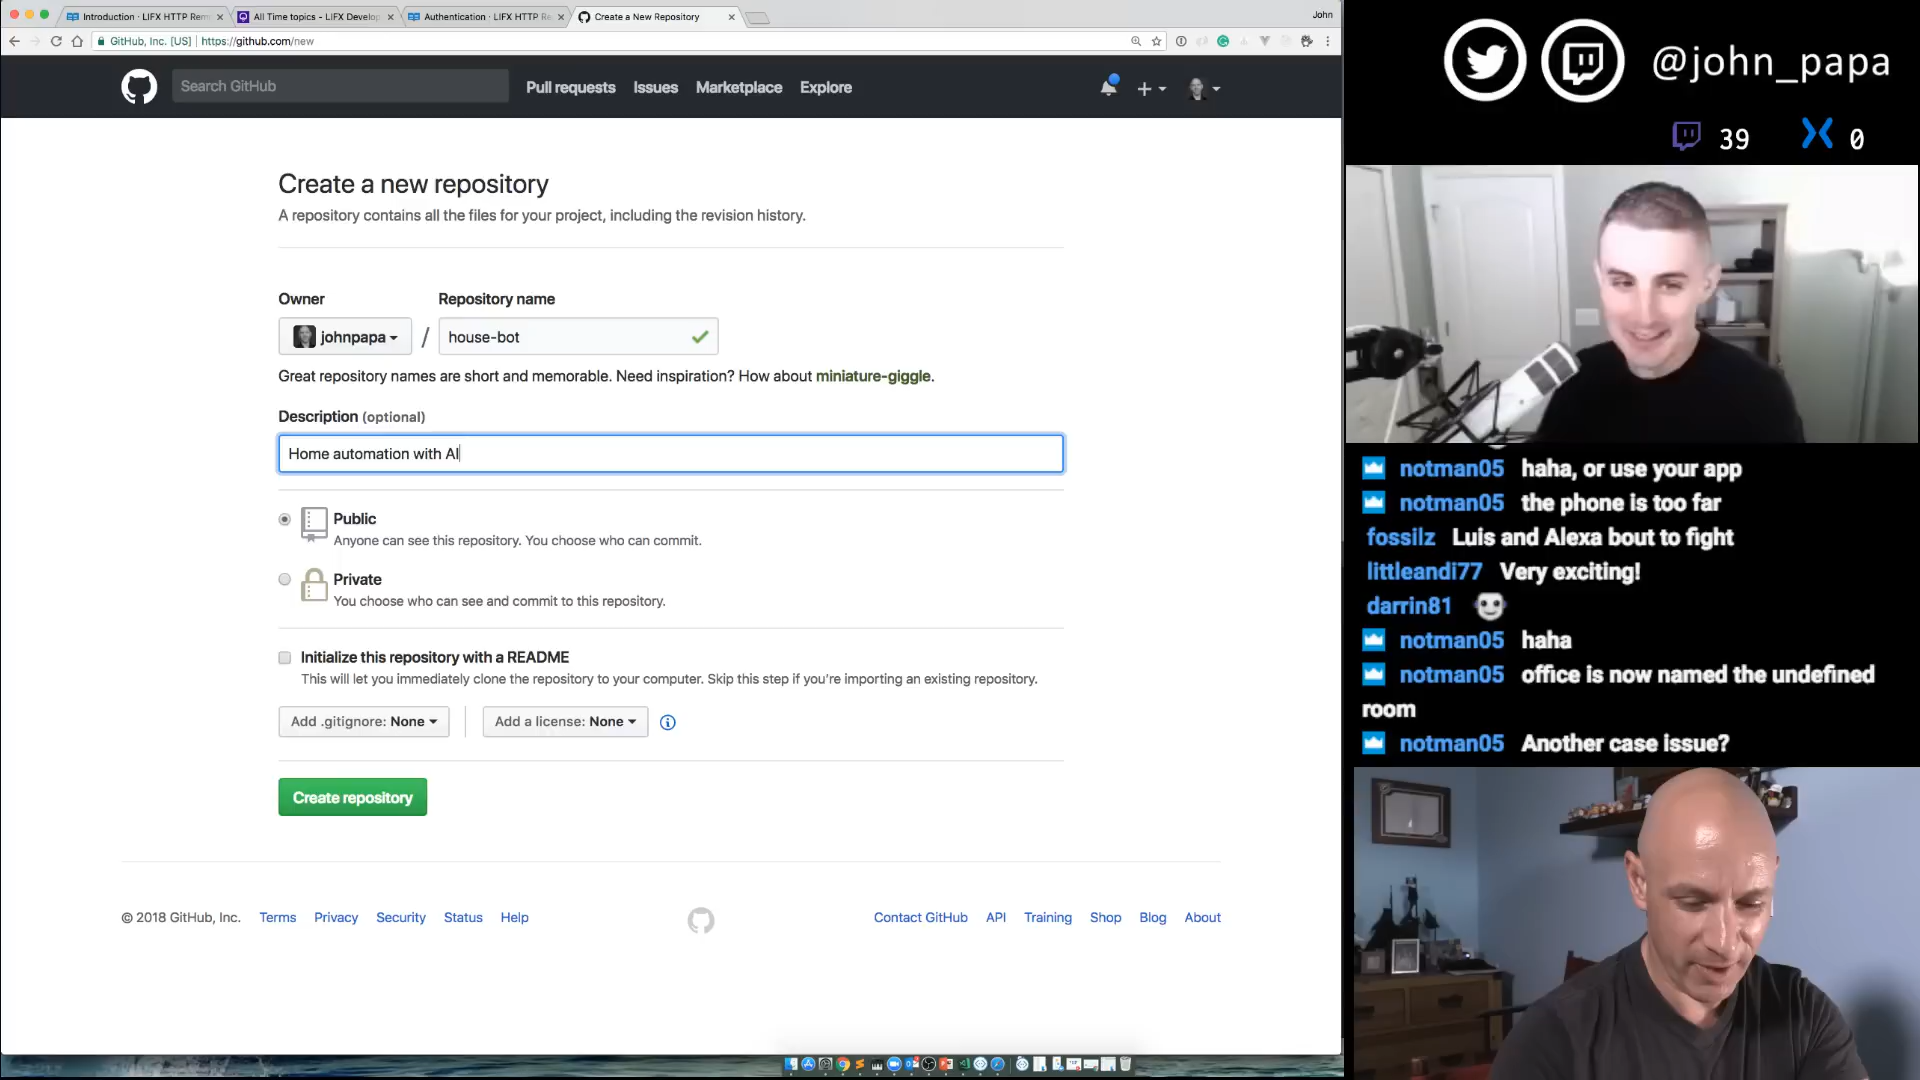 Introduction · LIFX HTTP Rem
All Time topics - LIFX Develop
Authentication · LIFX HTTP Re
Create a New Repository
John
GitHub, Inc. [US] | https://github.com/new
Search GitHub
Pull requests
Issues
Marketplace
Explore
@john_papa
39
0
Create a new repository
A repository contains all the files for your project, including the revision history.
Owner
Repository name
johnpapa / house-bot
Great repository names are short and memorable. Need inspiration? How about miniature-giggle.
Description (optional)
Home automation with AI
Public
Anyone can see this repository. You choose who can commit.
Private
You choose who can see and commit to this repository.
Initialize this repository with a README
This will let you immediately clone the repository to your computer. Skip this step if you're importing an existing repository.
Add .gitignore: None
Add a license: None
Create repository
© 2018 GitHub, Inc.
Terms
Privacy
Security
Status
Help
Contact GitHub
API
Training
Shop
Blog
About
notman05 haha, or use your app
notman05 the phone is too far
fossilz Luis and Alexa bout to fight
littleandi77 Very exciting!
darrin81
notman05 haha
notman05 office is now named the undefined
room
notman05 Another case issue?